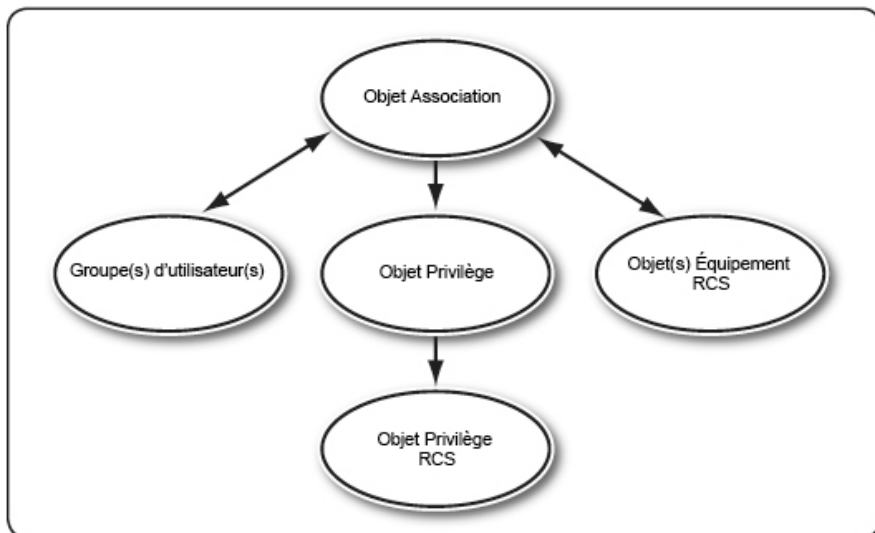 Objet Association
Groupe(s) d'utilisateur(s)
Objet Privilège
Objet(s) Équipement
RCS
Objet Privilège
RCS